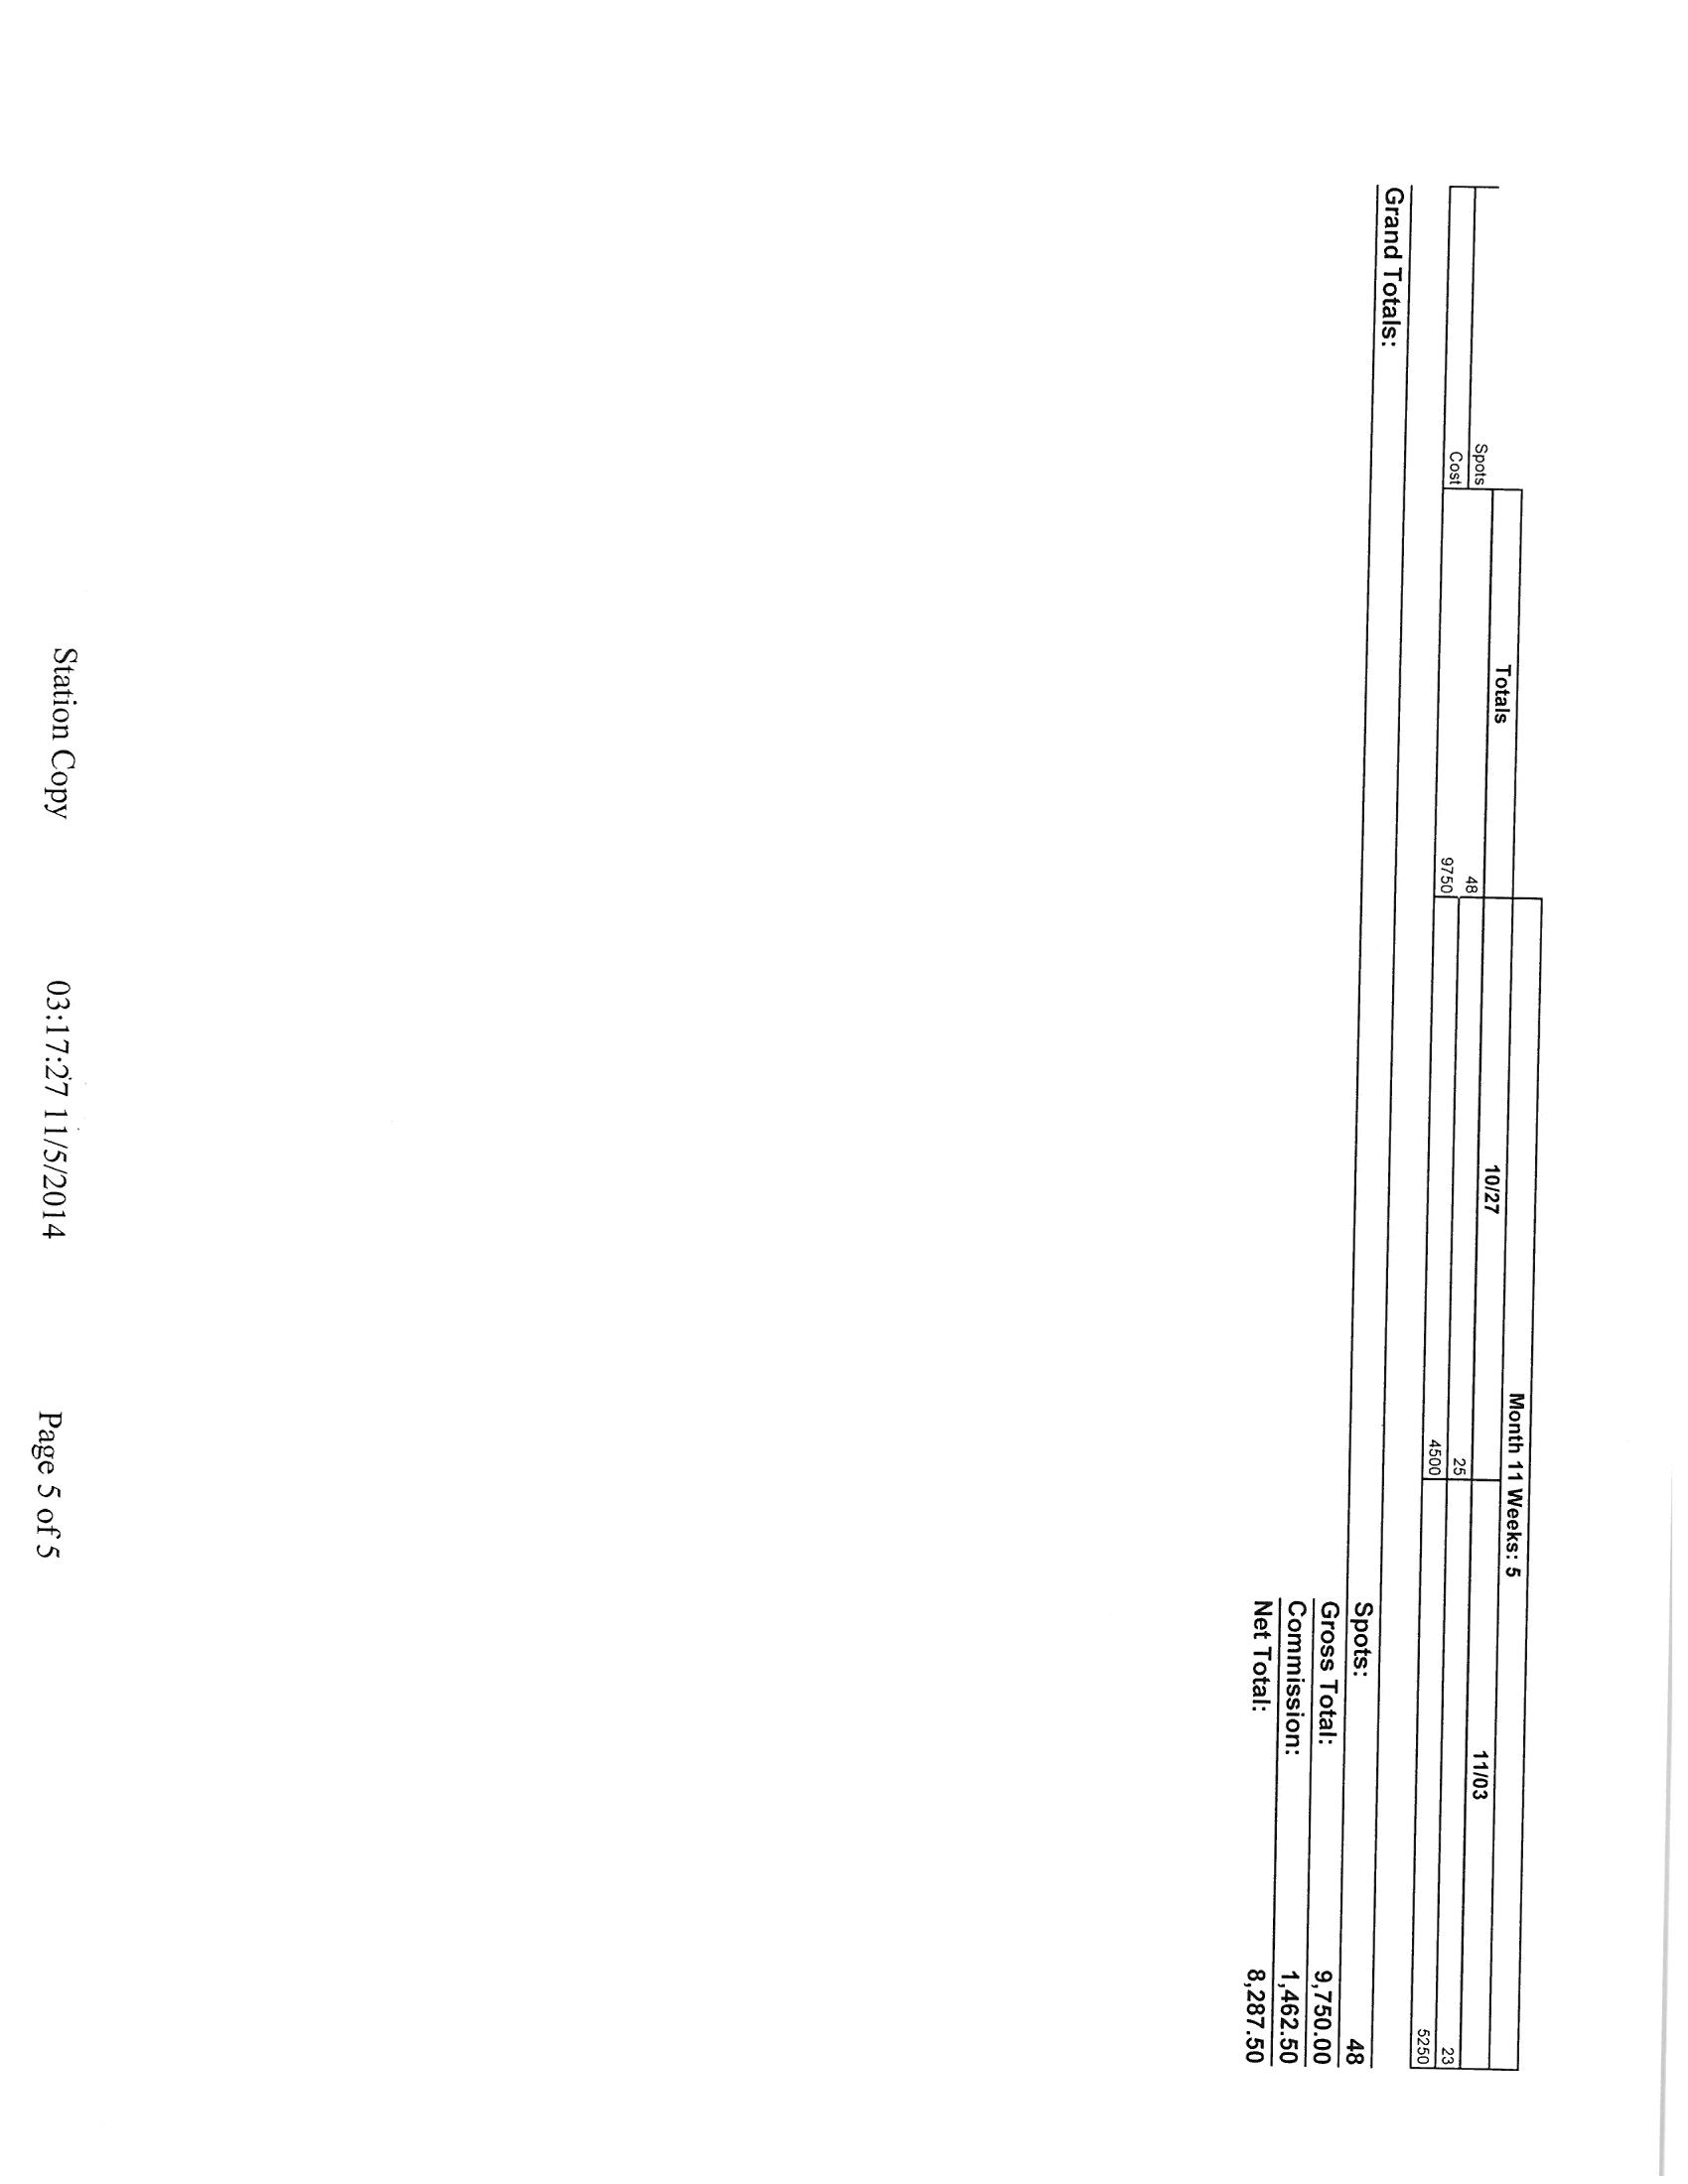 Month 11 Weeks: 5
Totals 10/27 11/03
Spots 48 25 23
Cost 9750 4500 5250
Grand Totals: Spots: 48
Gross Total: 9,750.00
Commission: 1,462.50
Net Total: 8,287.50
Station Copy 03:17:27 11/5/2014 Page 5 of 5